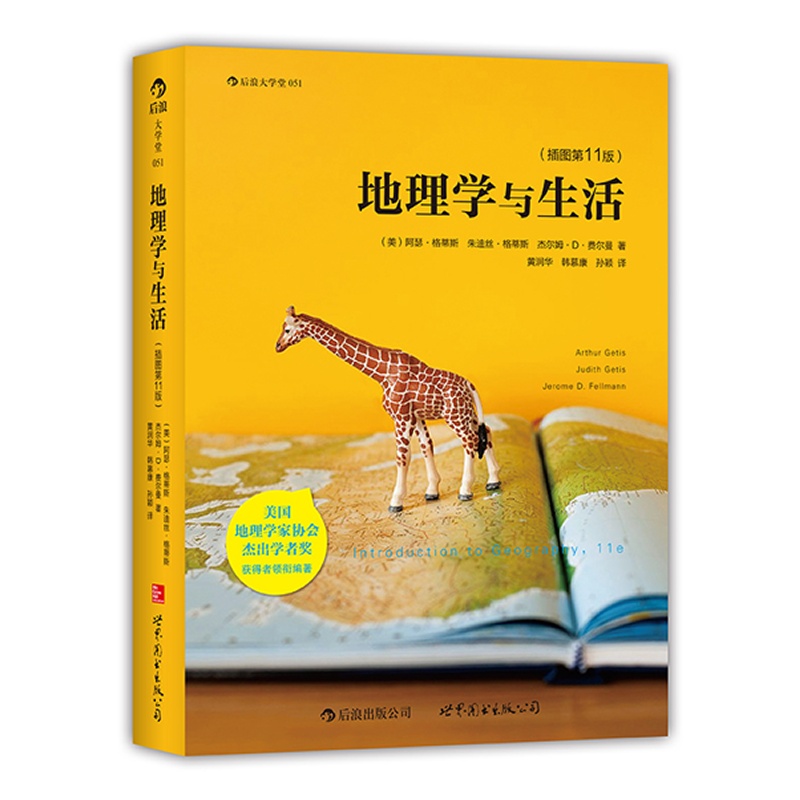 后浪
大学堂
051
地理学与生活
(插图第11版)
(美)阿瑟·格蒂斯 朱迪丝·格蒂斯
杰尔姆·D·费尔曼 著
黄润华 韩慕康 孙颖 译
世界图书出版公司
后浪大学堂 051
(插图第11版)
地理学与生活
(美)阿瑟·格蒂斯 朱迪丝·格蒂斯 杰尔姆·D·费尔曼 著
黄润华 韩慕康 孙颖 译
Arthur Getis
Judith Getis
Jerome D. Fellmann
美国
地理学家协会
杰出学者奖
获得者领衔编著
Introduction to Geography, 11e
后浪出版公司 世界图书出版公司